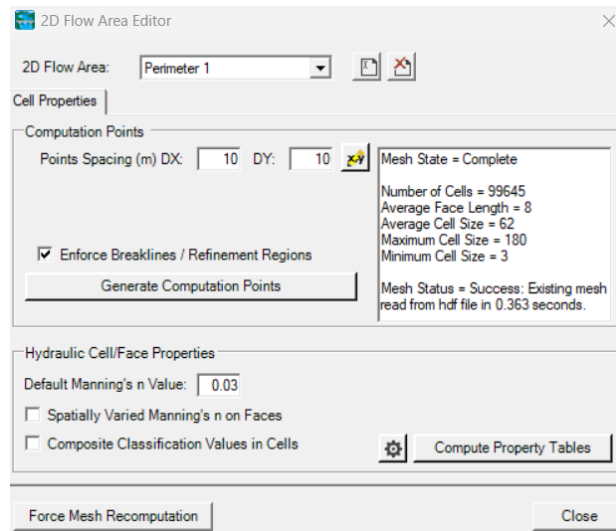 2D Flow Area Editor
2D Flow Area: Perimeter 1
Cell Properties
Computation Points
Points Spacing (m) DX: 10 DY: 10
Mesh State = Complete
Number of Cells = 99645
Average Face Length = 8
Average Cell Size = 62
Maximum Cell Size = 180
Minimum Cell Size = 3
Mesh Status = Success: Existing mesh
read from hdf file in 0.363 seconds.
Enforce Breaklines / Refinement Regions
Generate Computation Points
Hydraulic Cell/Face Properties
Default Manning's n Value: 0.03
Spatially Varied Manning's n on Faces
Composite Classification Values in Cells
Compute Property Tables
Force Mesh Recomputation
Close